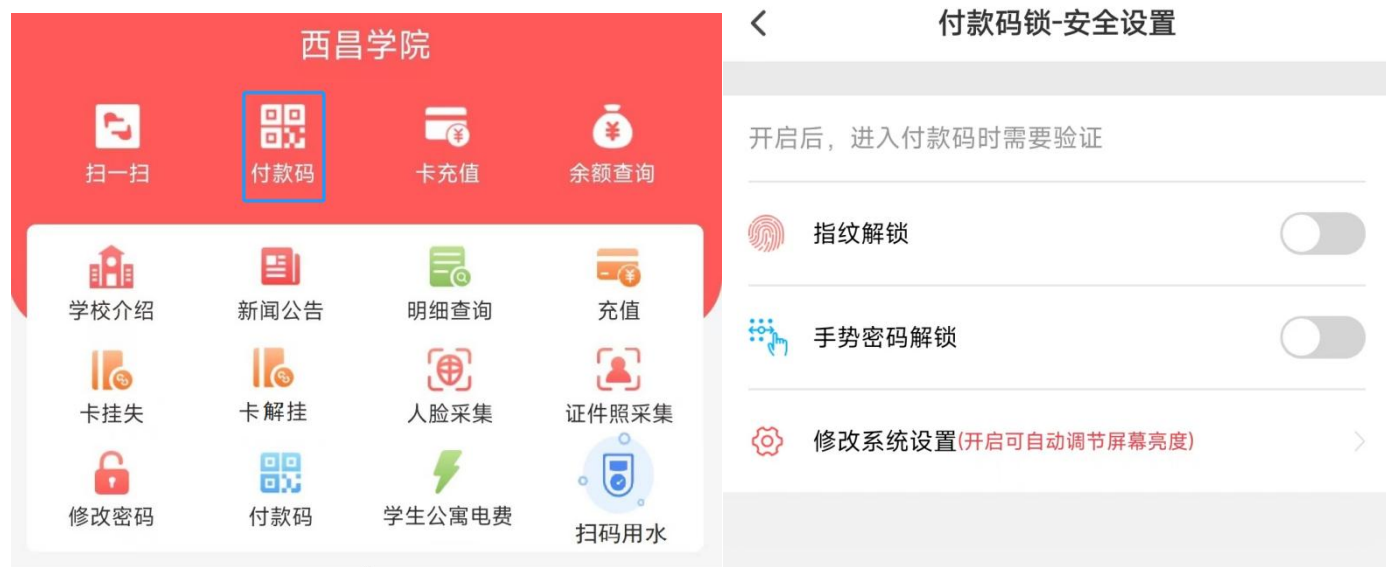 西昌学院
扫一扫 付款码 卡充值 余额查询
学校介绍 新闻公告 明细查询 充值
卡挂失 卡解挂 人脸采集 证件照采集
修改密码 付款码 学生公寓电费 扫码用水
付款码锁-安全设置
开启后，进入付款码时需要验证
指纹解锁
手势密码解锁
修改系统设置(开启可自动调节屏幕亮度)